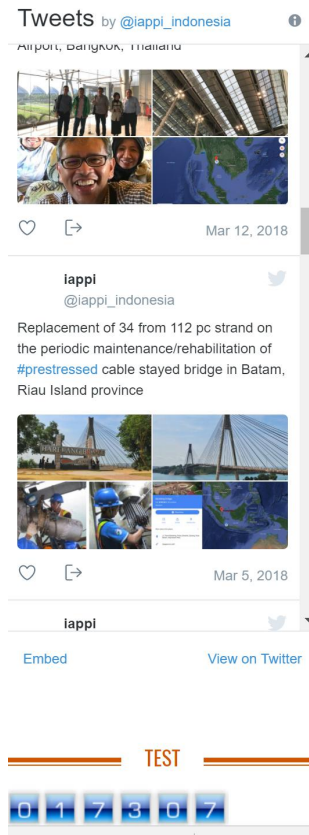 Tweets by @iappi_indonesia
Airport, Bangkok, Thailand
Mar 12, 2018
iappi
@iappi_indonesia
Replacement of 34 from 112 pc strand on
the periodic maintenance/rehabilitation of
#prestressed cable stayed bridge in Batam,
Riau Island province
Mar 5, 2018
iappi
Embed
View on Twitter
TEST
017307